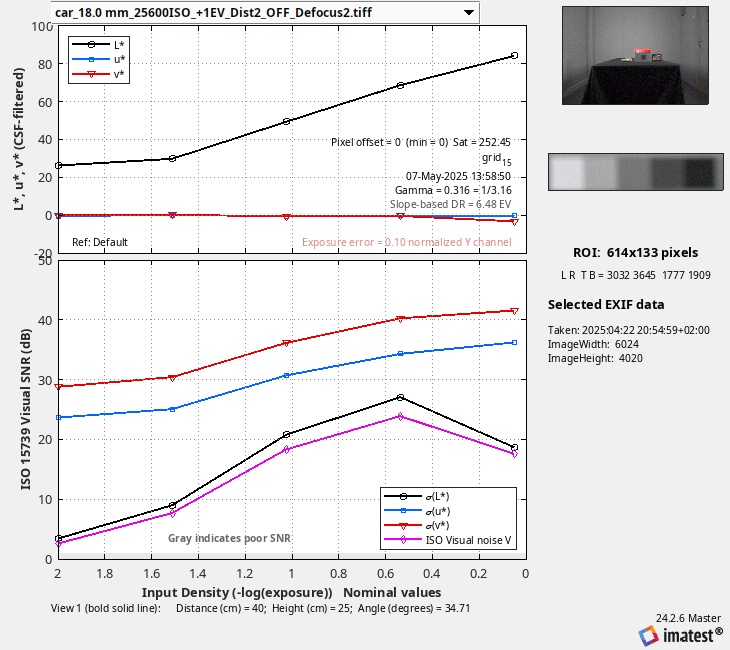 car_18.0 mm_25600ISO_+1EV_Dist2_OFF_Defocus2.tiff
100
80
60
40
20
0
-20
L*, u*, v* (CSF-filtered)
L*
u*
v*
Pixel offset = 0 (min = 0) Sat = 252.45
grid15
07-May-2025 13:58:50
Gamma = 0.316 = 1/3.16
Slope-based DR = 6.48 EV
Ref: Default
Exposure error = 0.10 normalized Y channel
50
40
30
20
10
0
ISO 15739 Visual SNR (dB)
σ(L*)
σ(u*)
σ(v*)
ISO Visual noise V
Gray indicates poor SNR
2 1.8 1.6 1.4 1.2 1 0.8 0.6 0.4 0.2 0
Input Density (-log(exposure)) Nominal values
View 1 (bold solid line): Distance (cm) = 40; Height (cm) = 25; Angle (degrees) = 34.71
ROI: 614x133 pixels
L R T B = 3032 3645 1777 1909
Selected EXIF data
Taken: 2025:04:22 20:54:59+02:00
ImageWidth: 6024
ImageHeight: 4020
24.2.6 Master
imatest®